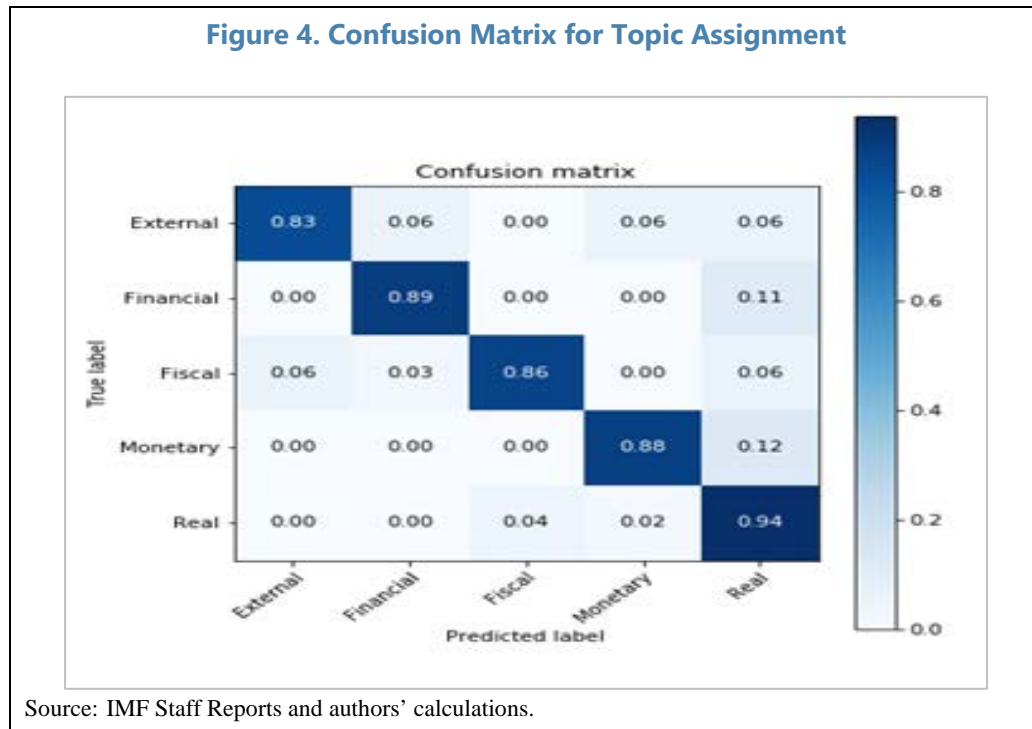 Figure 4. Confusion Matrix for Topic Assignment
Confusion matrix
External 0.83 0.06 0.00 0.06 0.06
Financial 0.00 0.89 0.00 0.00 0.11
Fiscal 0.06 0.03 0.86 0.00 0.06
Monetary 0.00 0.00 0.00 0.88 0.12
Real 0.00 0.00 0.04 0.02 0.94
True label
External Financial Fiscal Monetary Real
Predicted label
0.8
0.6
0.4
0.2
0.0
Source: IMF Staff Reports and authors’ calculations.